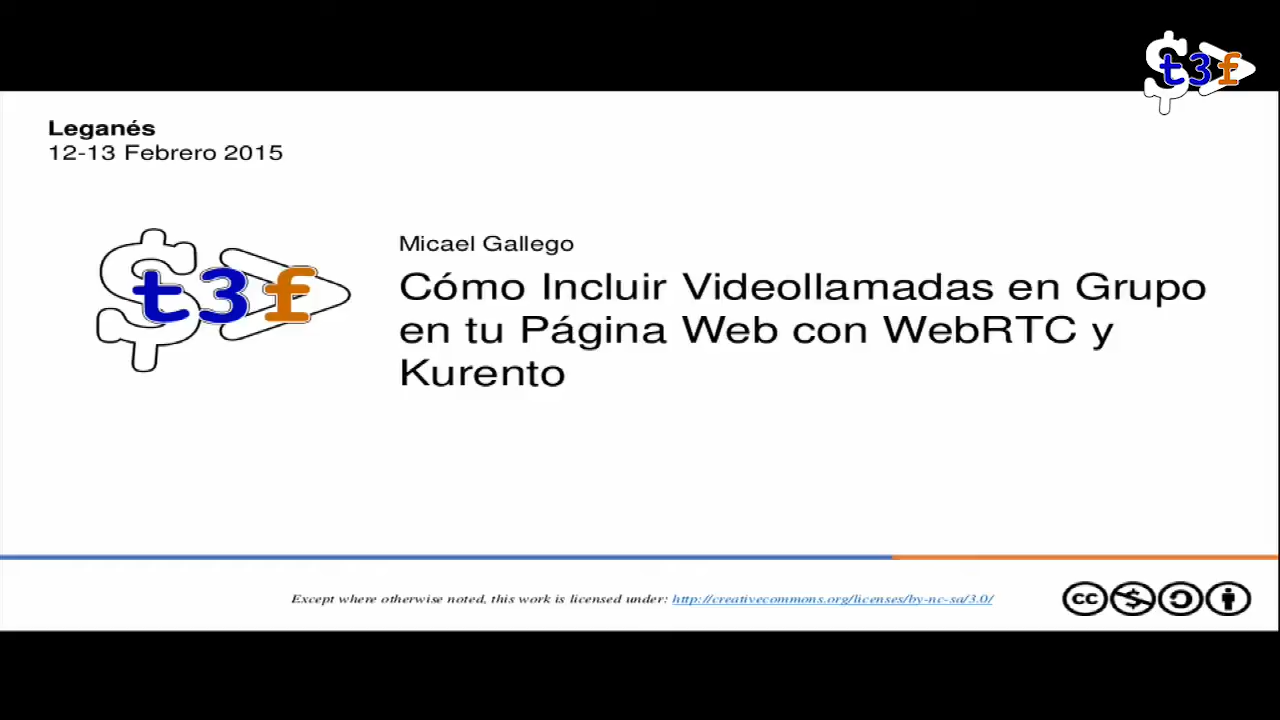 t3f
Leganés
12-13 Febrero 2015
t3f
Micael Gallego
Cómo Incluir Videollamadas en Grupo
en tu Página Web con WebRTC y
Kurento
Except where otherwise noted, this work is licensed under: http://creativecommons.org/licenses/by-nc-sa/3.0/
cc